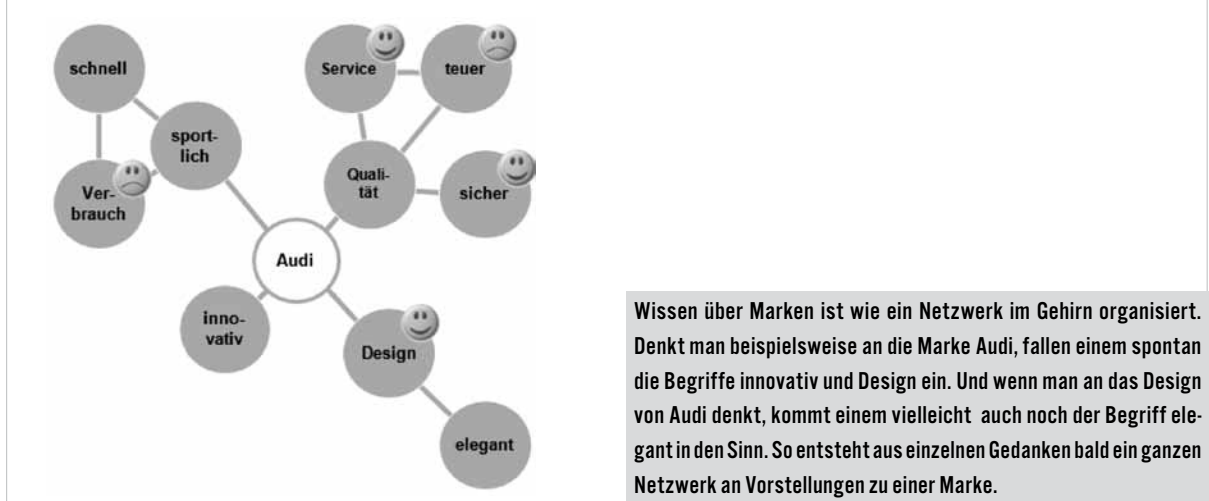 schnell
Service
teuer
sport-
lich
Quali-
tät
sicher
Ver-
brauch
Audi
inno-
vativ
Design
elegant
Wissen über Marken ist wie ein Netzwerk im Gehirn organisiert.
Denkt man beispielsweise an die Marke Audi, fallen einem spontan
die Begriffe innovativ und Design ein. Und wenn man an das Design
von Audi denkt, kommt einem vielleicht auch noch der Begriff ele-
gant in den Sinn. So entsteht aus einzelnen Gedanken bald ein ganzen
Netzwerk an Vorstellungen zu einer Marke.